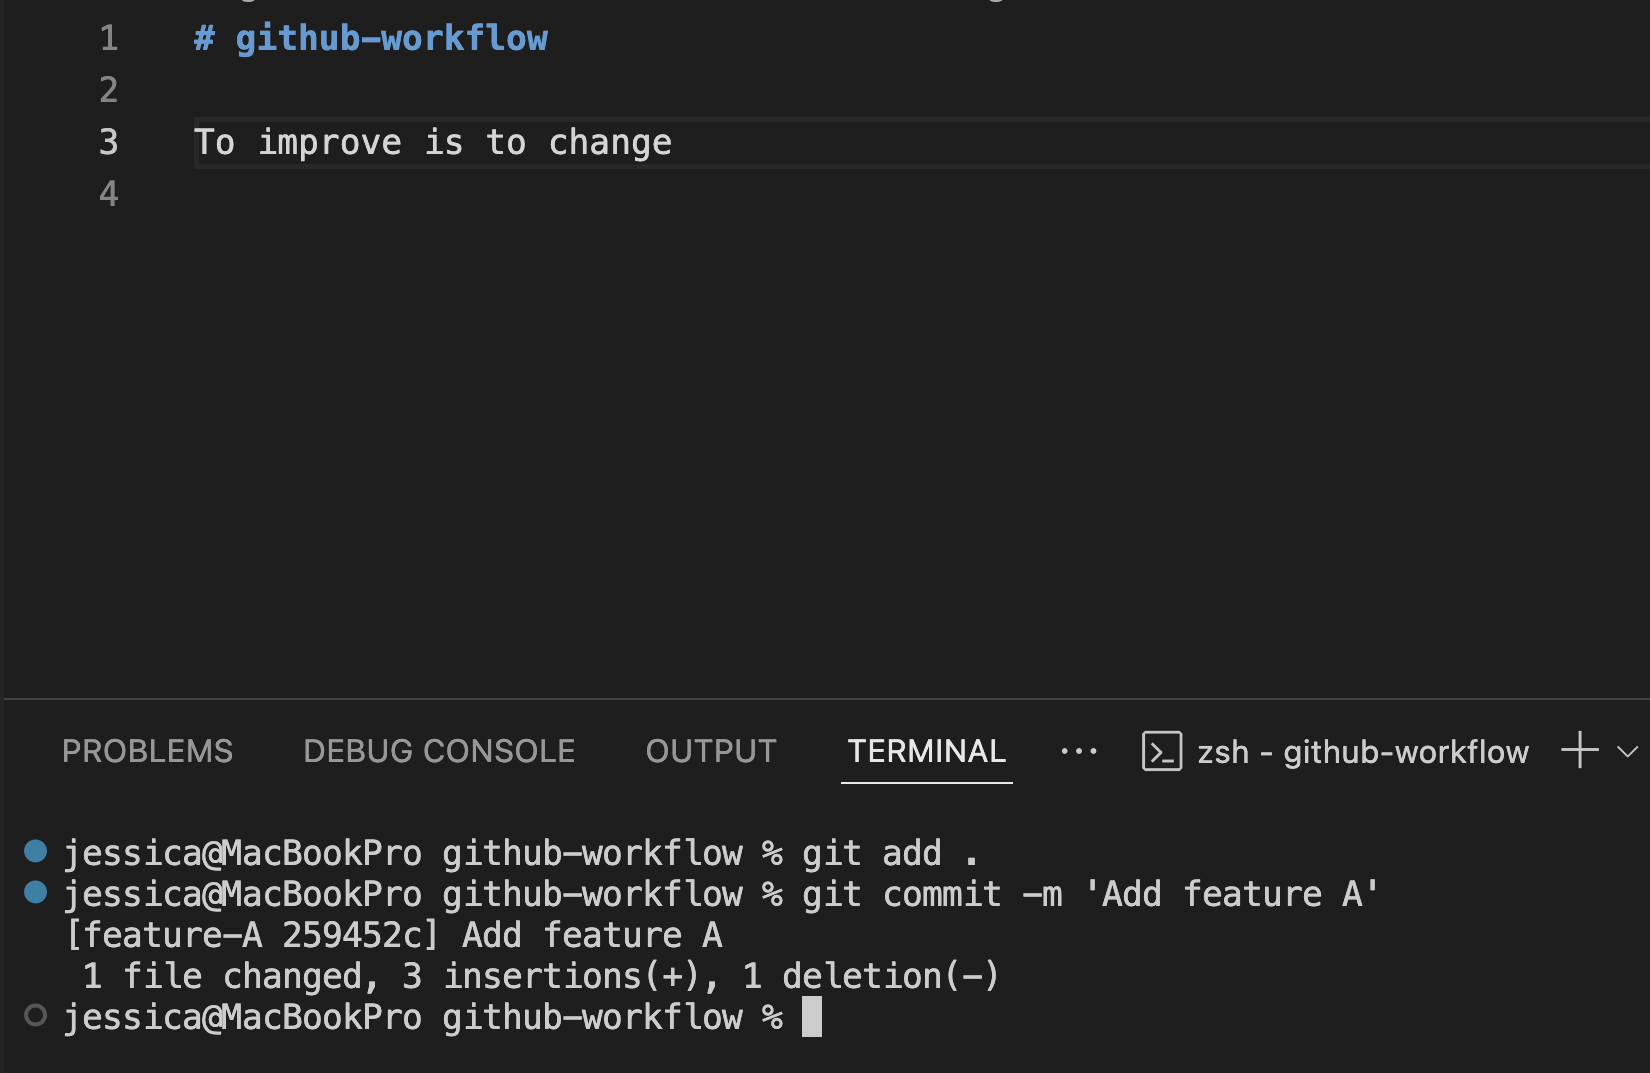 1 # github-workflow
2
3 To improve is to change
4
PROBLEMS DEBUG CONSOLE OUTPUT TERMINAL ... zsh - github-workflow
jessica@MacBookPro github-workflow % git add .
jessica@MacBookPro github-workflow % git commit -m 'Add feature A'
[feature-A 259452c] Add feature A
 1 file changed, 3 insertions(+), 1 deletion(-)
jessica@MacBookPro github-workflow %